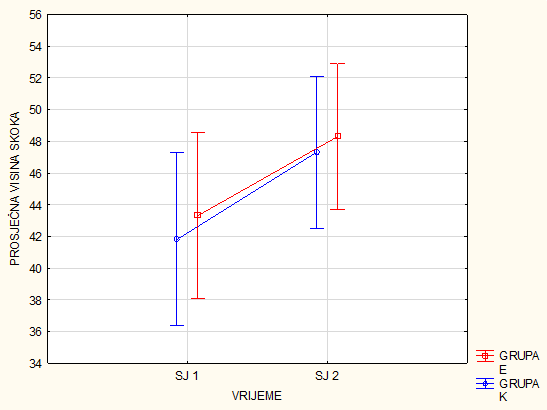 56
54
52
50
48
46
44
42
40
38
36
34
PROSJEČNA VISINA SKOKA
SJ 1
SJ 2
VRIJEME
GRUPA
E
GRUPA
K